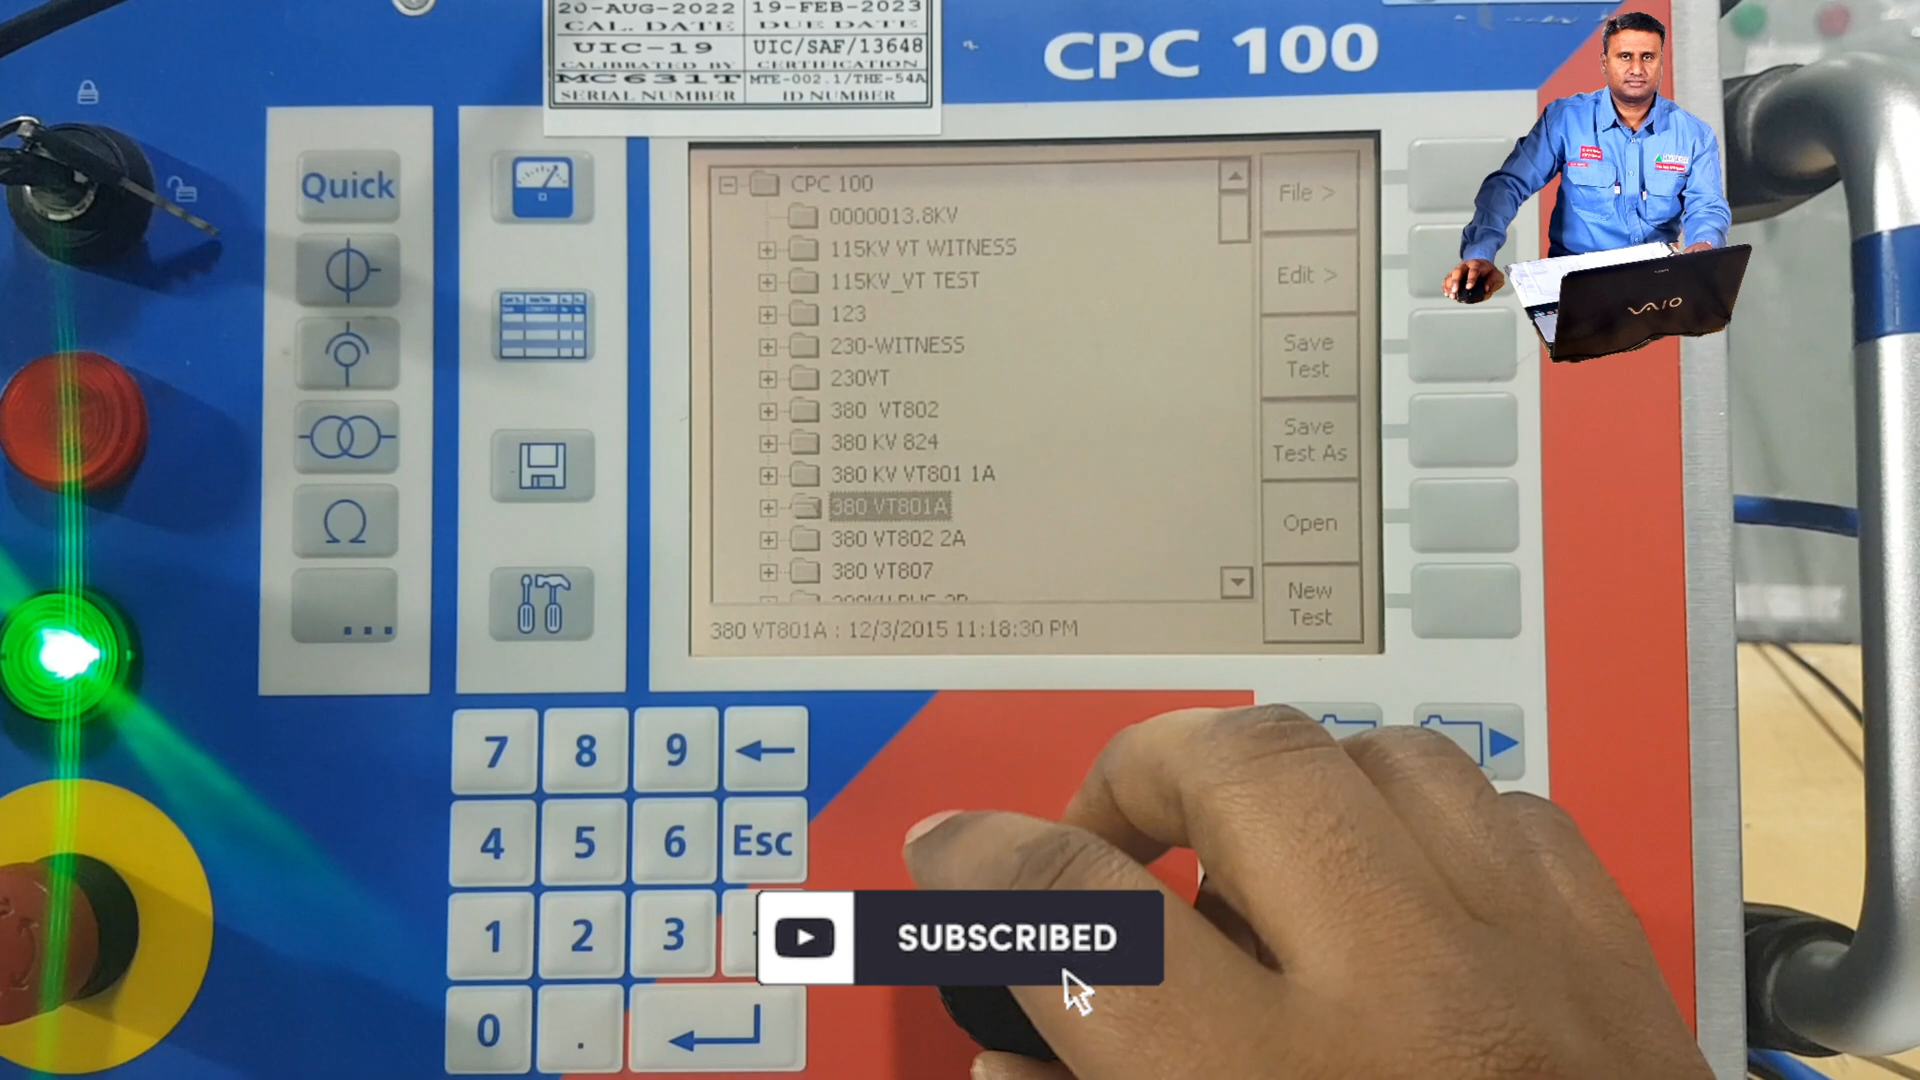 20-AUG-2022 19-FEB-2023
CAL. DATE DUE DATE
UIC-19 UIC/SAF/13648
CALIBRATED BY CERTIFICATION
MC631T MTE-002.1/THE-54A
SERIAL NUMBER ID NUMBER
CPC 100
Quick
CPC 100
0000013.8KV
115KV VT WITNESS
115KV_VT TEST
123
230-WITNESS
230VT
380 VT802
380 KV 824
380 KV VT801 1A
380 VT801A
380 VT802 2A
380 VT807
380 VT801A : 12/3/2015 11:18:30 PM
File >
Edit >
Save
Test
Save
Test As
Open
New
Test
VAIO
7 8 9
4 5 6 Esc
1 2 3
0 .
SUBSCRIBED